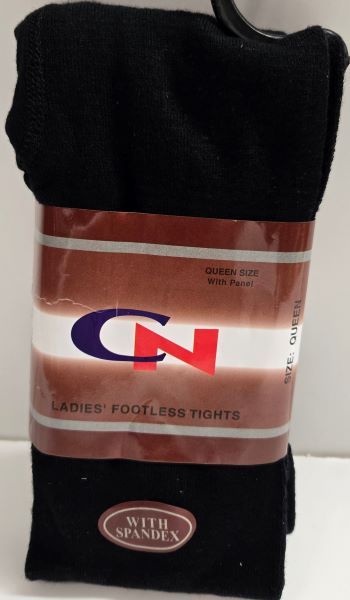 QUEEN SIZE
With Panel
CN
SIZE: QUEEN
LADIES' FOOTLESS TIGHTS
WITH
SPANDEX